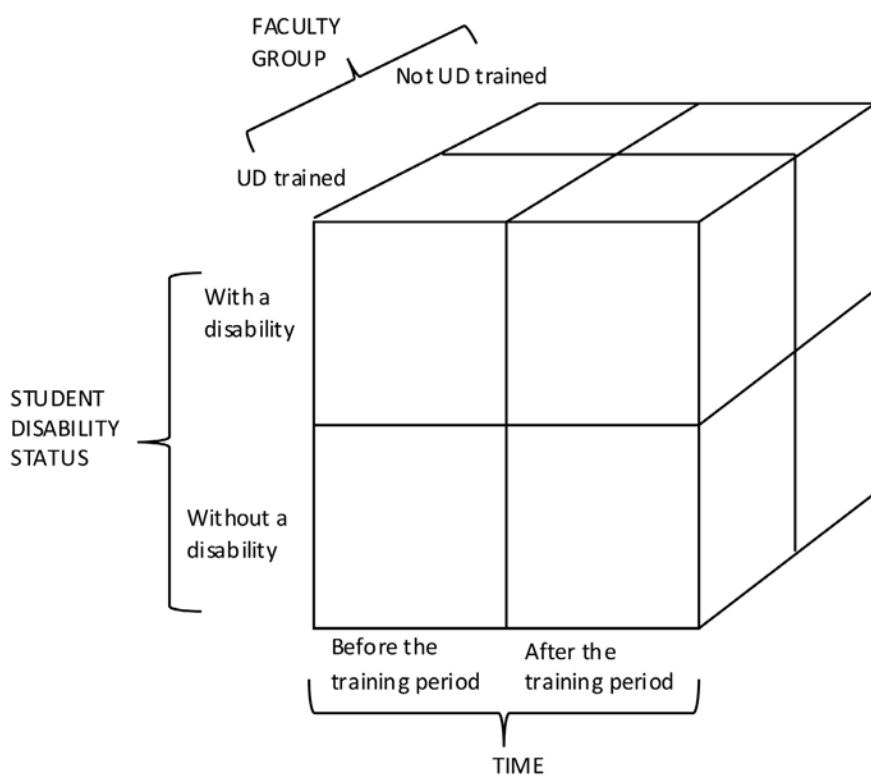 FACULTY
GROUP
Not UD trained
UD trained
With a
disability
STUDENT
DISABILITY
STATUS
Without a
disability
Before the
training period
After the
training period
TIME